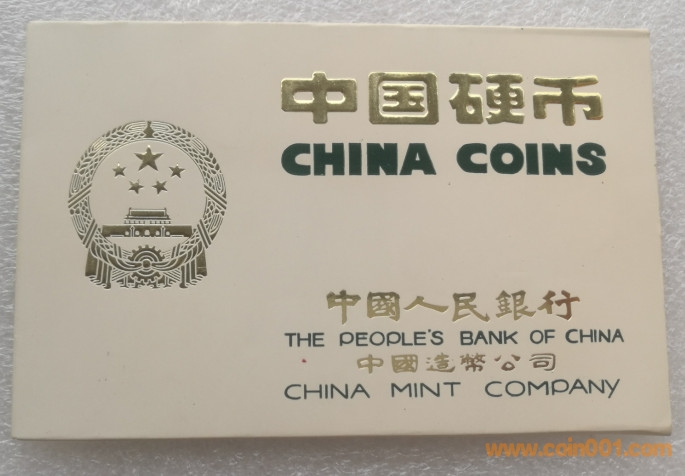 中国硬币
CHINA COINS
中國人民銀行
THE PEOPLE'S BANK OF CHINA
中國造幣公司
CHINA MINT COMPANY
www.coin001.com